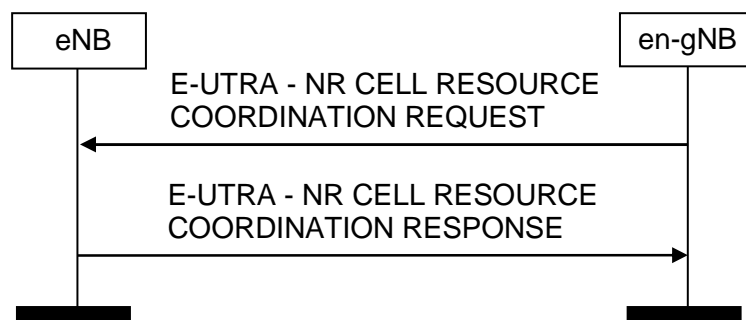 eNB
en-gNB
E-UTRA - NR CELL RESOURCE
COORDINATION REQUEST
E-UTRA - NR CELL RESOURCE
COORDINATION RESPONSE